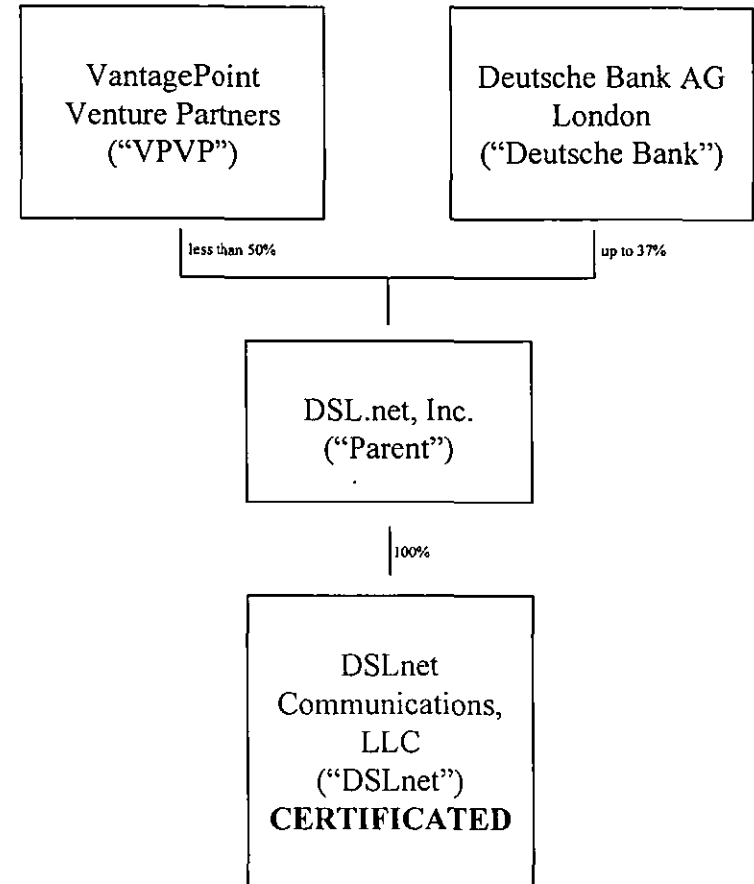 VantagePoint
Venture Partners
(“VPVP”)
Deutsche Bank AG
London
(“Deutsche Bank”)
less than 50%
up to 37%
DSL.net, Inc.
(“Parent”)
100%
DSLnet
Communications,
LLC
(“DSLnet”)
CERTIFICATED